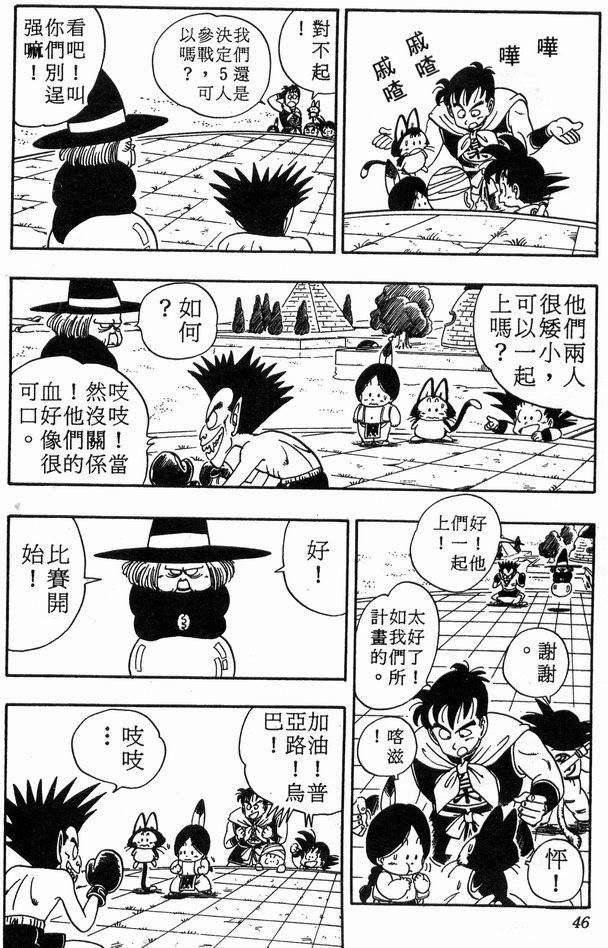 嘩
嘩
戚喳
戚喳
對不起
！
我們還是
決定5人
參戰，可
以嗎？
看吧！叫
你們別逞
强嘛！
他們兩人
很矮小，
可以一起
上嗎？
如何
？
吱吱！當
然沒關係
！他們的
血好像很
可口。
好！他
們一起
上！
謝謝
。
太好了！
如我們所
計畫的。
喀滋
！
怦
！
好！
比賽開
始！
加油！普
亞路！烏
巴！
吱吱
：
46